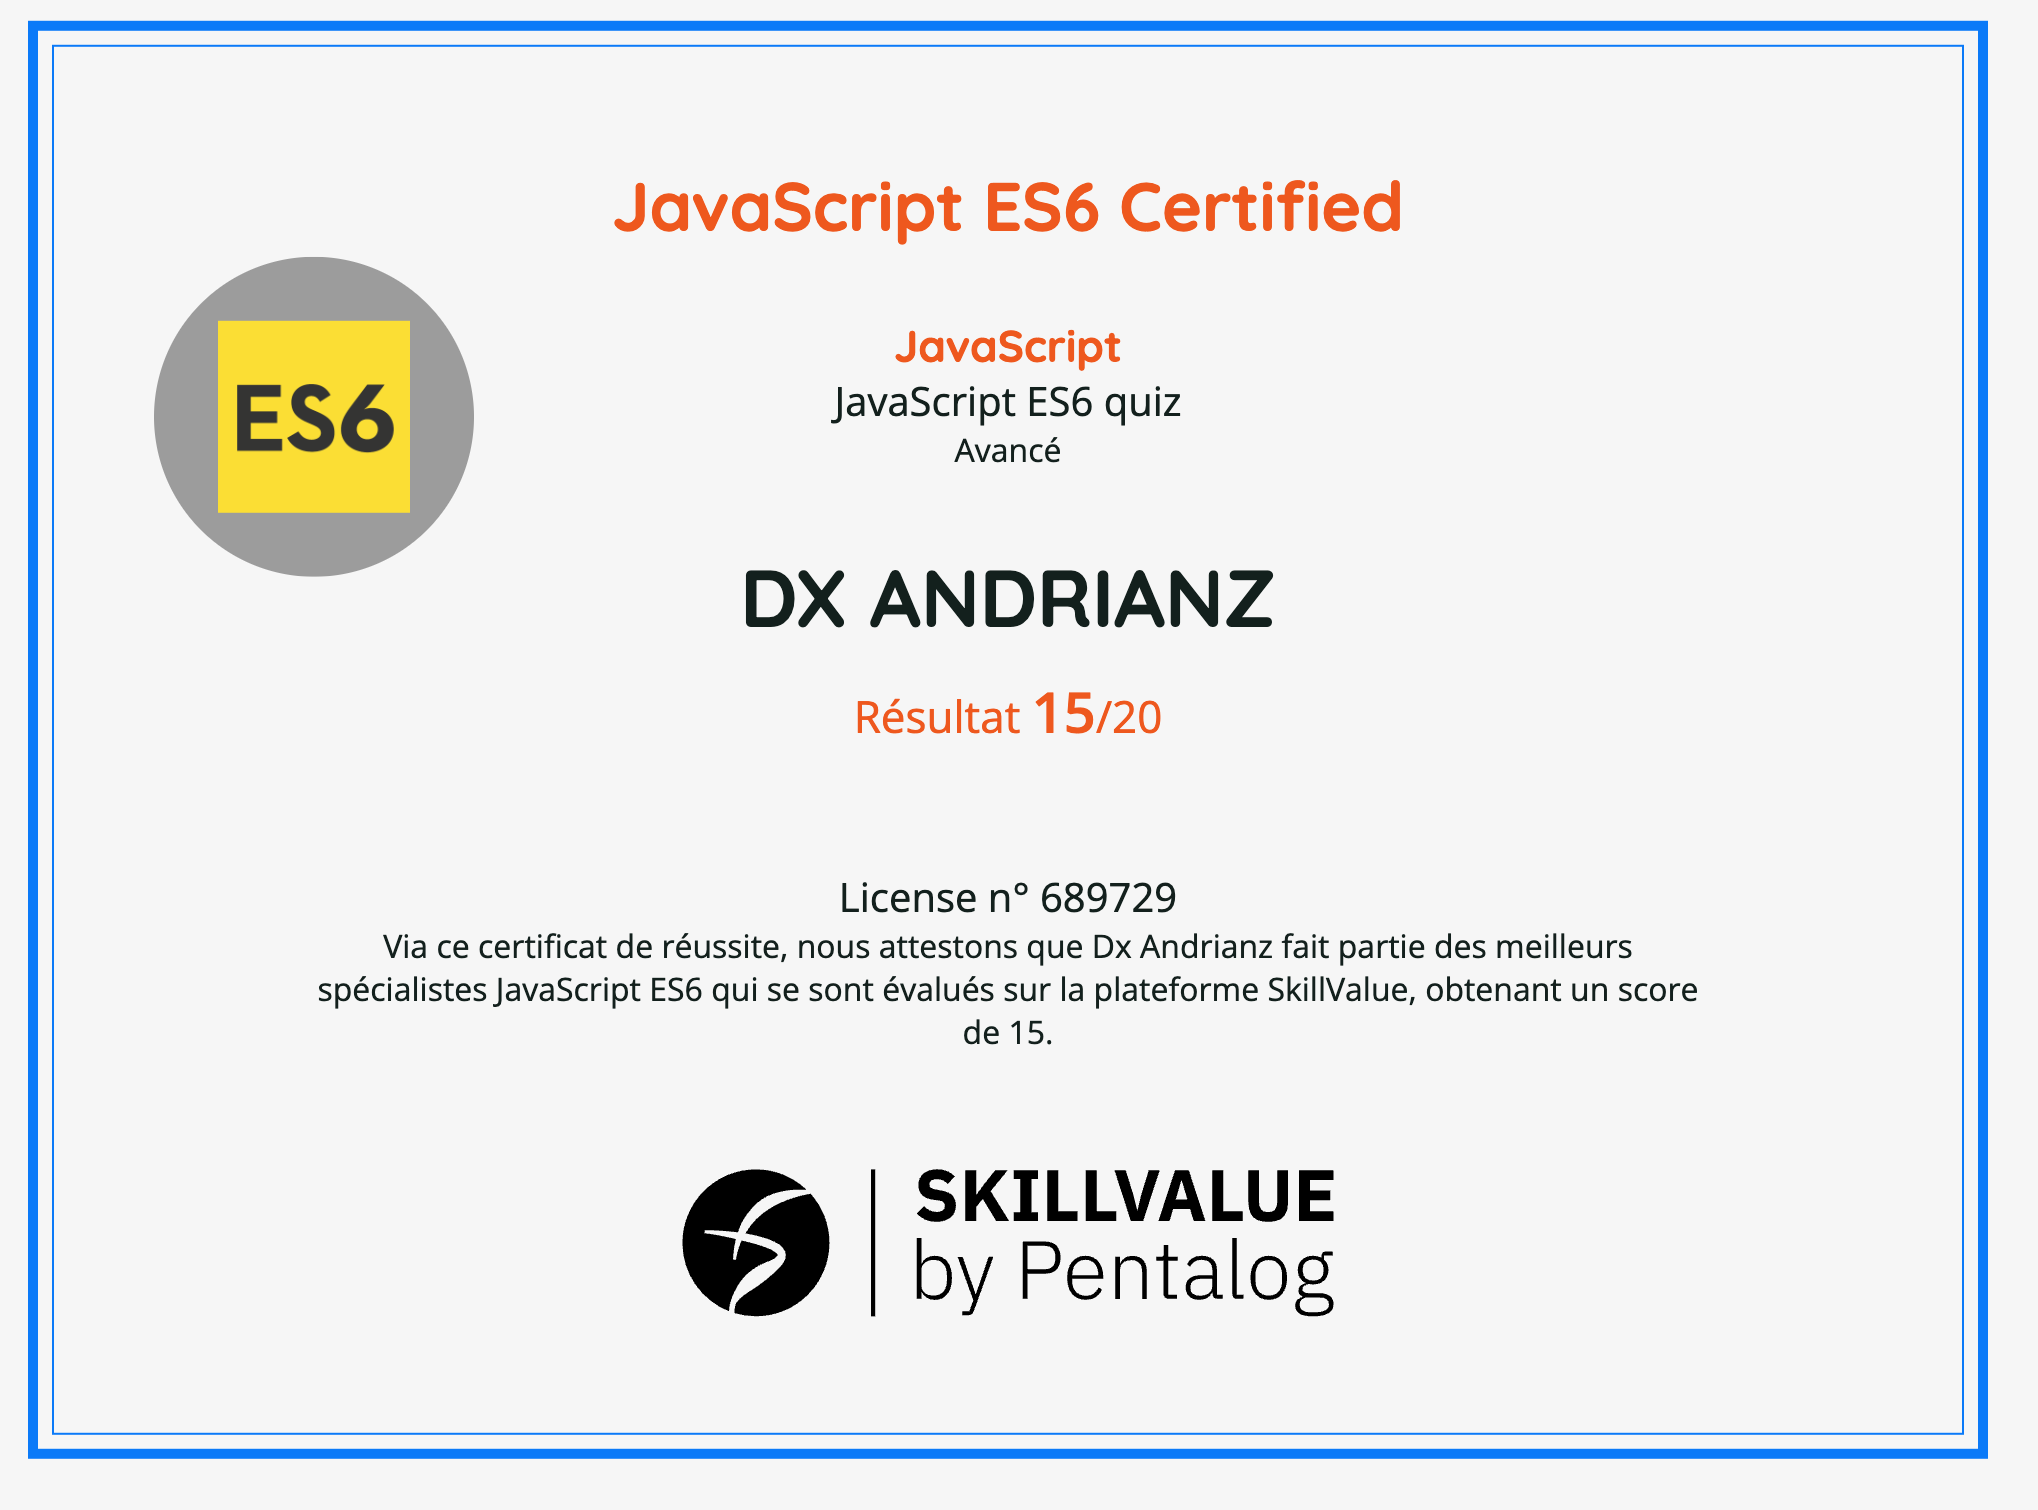 JavaScript ES6 Certified
ES6
JavaScript
JavaScript ES6 quiz
Avancé
DX ANDRIANZ
Résultat 15/20
License n° 689729
Via ce certificat de réussite, nous attestons que Dx Andrianz fait partie des meilleurs
spécialistes JavaScript ES6 qui se sont évalués sur la plateforme SkillValue, obtenant un score
de 15.
SKILLVALUE
by Pentalog